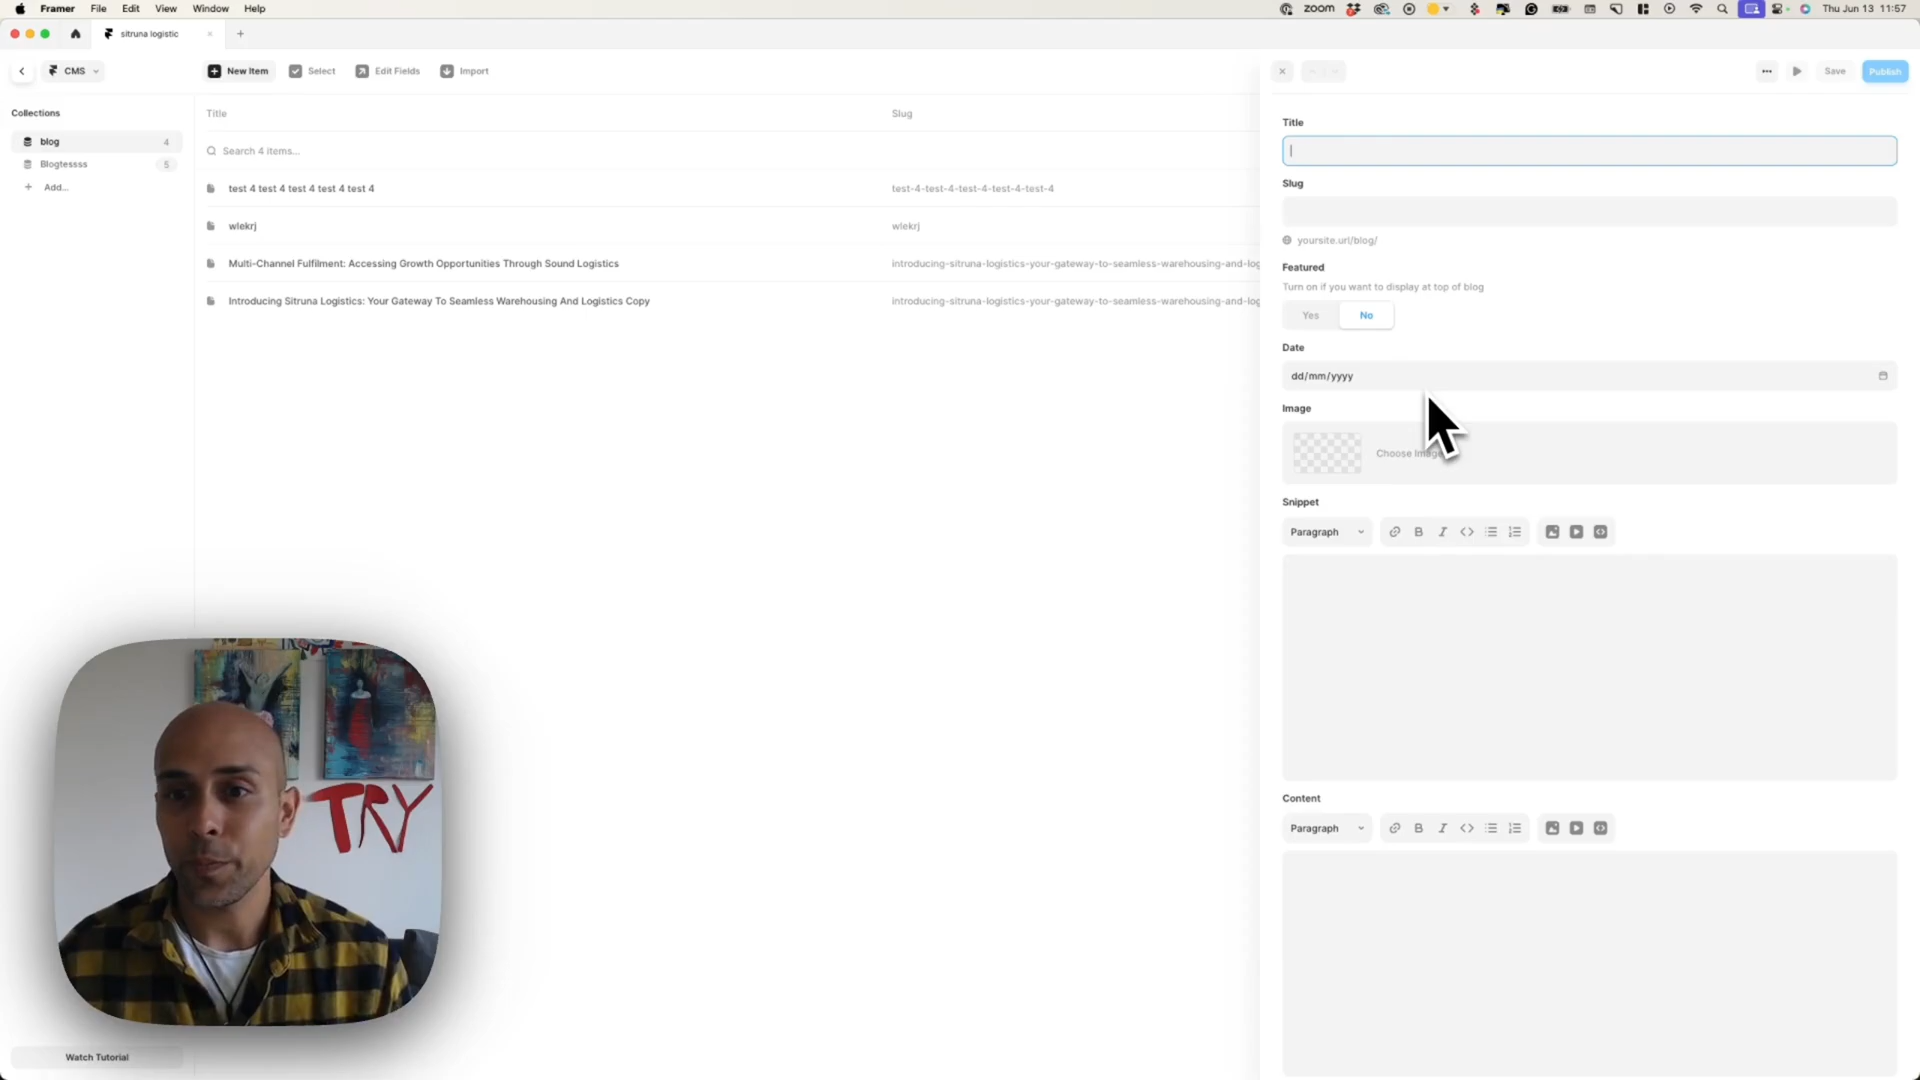 Framer File Edit View Window Help
zoom Thu Jun 13 11:57
sitruna logistic
CMS
New Item Select Edit Fields Import
Save Publish
Collections
blog 4
Blogtessss 5
Add...
Title Slug
Search 4 items...
test 4 test 4 test 4 test 4 test 4 test-4-test-4-test-4-test-4-test-4
wlekrj wlekrj
Multi-Channel Fulfilment: Accessing Growth Opportunities Through Sound Logistics introducing-sitruna-logistics-your-gateway-to-seamless-warehousing-and-log
Introducing Sitruna Logistics: Your Gateway To Seamless Warehousing And Logistics Copy introducing-sitruna-logistics-your-gateway-to-seamless-warehousing-and-log
Title
Slug
yoursite.url/blog/
Featured
Turn on if you want to display at top of blog
Yes No
Date
dd/mm/yyyy
Image
Choose Image
Snippet
Paragraph
Content
Paragraph
TRY
Watch Tutorial